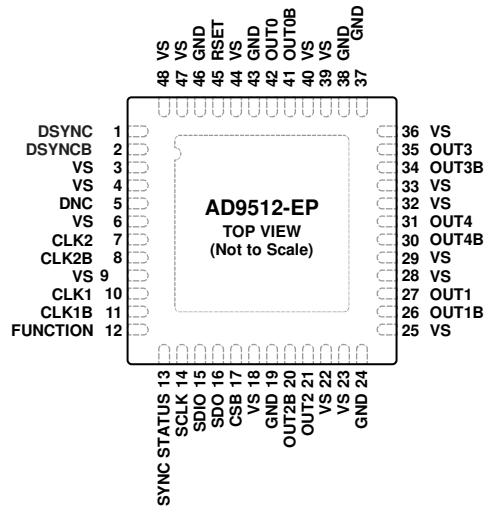 48 VS
47 VS
46 GND
45 RSET
44 VS
43 GND
42 OUT0
41 OUT0B
40 VS
39 VS
38 GND
37 GND
DSYNC 1
DSYNCB 2
VS 3
VS 4
DNC 5
VS 6
CLK2 7
CLK2B 8
VS 9
CLK1 10
CLK1B 11
FUNCTION 12
AD9512-EP
TOP VIEW
(Not to Scale)
36 VS
35 OUT3
34 OUT3B
33 VS
32 VS
31 OUT4
30 OUT4B
29 VS
28 VS
27 OUT1
26 OUT1B
25 VS
SYNC STATUS 13
SCLK 14
SDIO 15
SDO 16
CSB 17
VS 18
GND 19
OUT2B 20
OUT2 21
VS 22
VS 23
GND 24